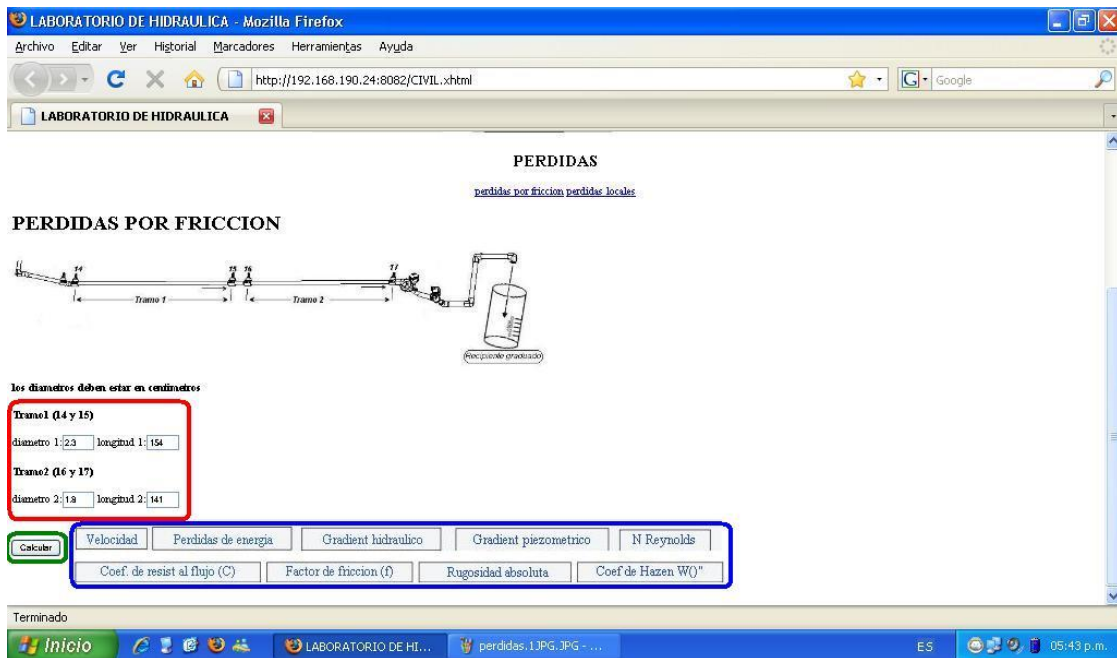 LABORATORIO DE HIDRAULICA - Mozilla Firefox
Archivo Editar Ver Historial Marcadores Herramientas Ayuda
http://192.168.190.24:8082/CIVIL.xhtml
G Google
LABORATORIO DE HIDRAULICA
PERDIDAS
perdidas por friccion perdidas locales
PERDIDAS POR FRICCION
14 15 16 17
Tramo 1 Tramo 2
Recipiente graduado
los diametros deben estar en centimetros
Tramo1 (14 y 15)
diametro 1: 2.3 longitud 1: 154
Tramo2 (16 y 17)
diametro 2: 1.9 longitud 2: 141
Calcular
Velocidad Perdidas de energia Gradient hidraulico Gradient piezometrico N Reynolds
Coef. de resist al flujo (C) Factor de friccion (f) Rugosidad absoluta Coef de Hazen W()"
Terminado
Inicio LABORATORIO DE HI... perdidas.1JPG.JPG - ... ES 05:43 p.m.